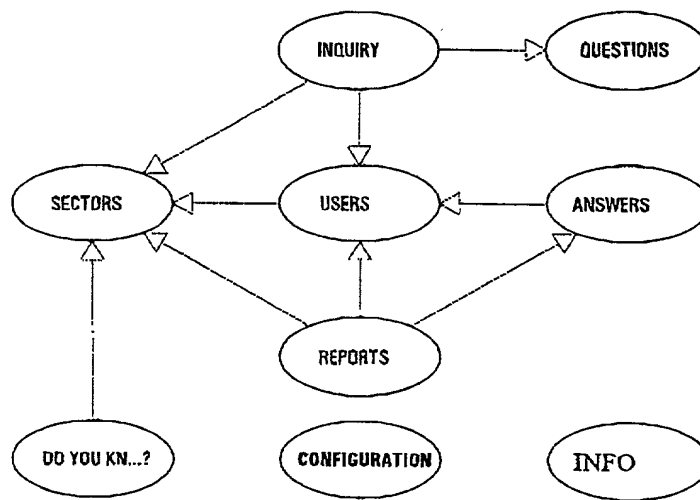 INQUIRY
QUESTIONS
SECTORS
USERS
ANSWERS
REPORTS
DO YOU KN...?
CONFIGURATION
INFO